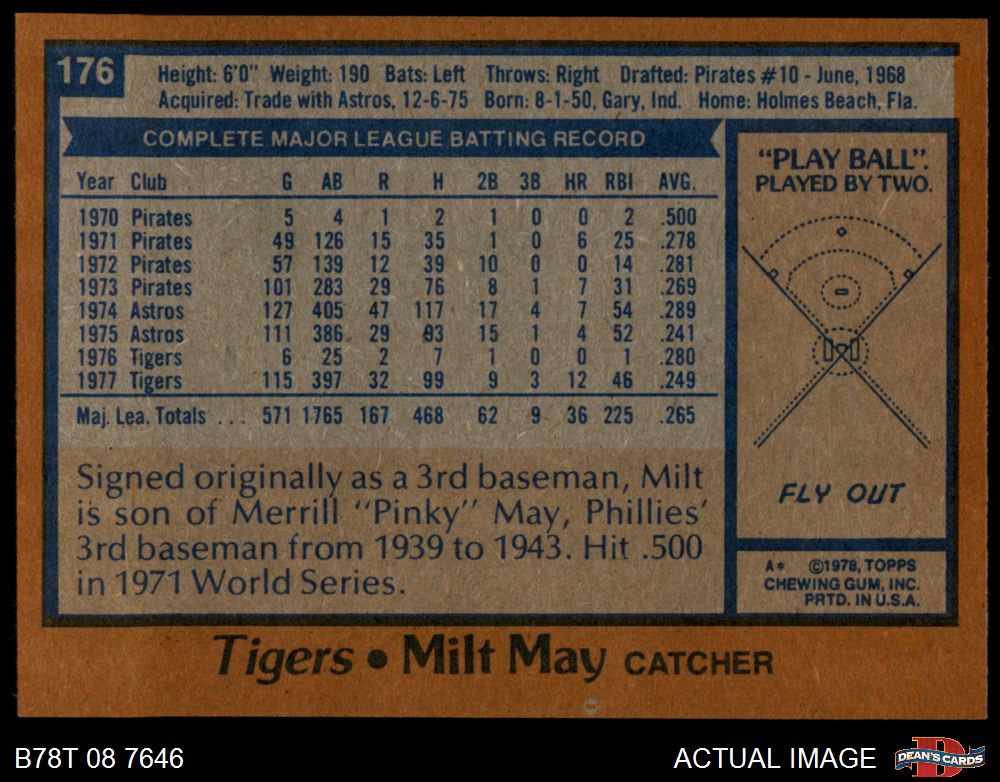 176
Height: 6'0" Weight: 190 Bats: Left Throws: Right Drafted: Pirates #10 - June, 1968
Acquired: Trade with Astros, 12-6-75 Born: 8-1-50, Gary, Ind. Home: Holmes Beach, Fla.
COMPLETE MAJOR LEAGUE BATTING RECORD
Year Club G AB R H 2B 3B HR RBI AVG.
1970 Pirates 5 4 1 2 1 0 0 2 .500
1971 Pirates 49 126 15 35 1 0 6 25 .278
1972 Pirates 57 139 12 39 10 0 0 14 .281
1973 Pirates 101 283 29 76 8 1 7 31 .269
1974 Astros 127 405 47 117 17 4 7 54 .289
1975 Astros 111 386 29 93 15 1 4 52 .241
1976 Tigers 6 25 2 7 1 0 0 1 .280
1977 Tigers 115 397 32 99 9 3 12 46 .249
Maj. Lea. Totals . . . 571 1765 167 468 62 9 36 225 .265
Signed originally as a 3rd baseman, Milt
is son of Merrill "Pinky" May, Phillies'
3rd baseman from 1939 to 1943. Hit .500
in 1971 World Series.
"PLAY BALL".
PLAYED BY TWO.
FLY OUT
A* ©1978, TOPPS
CHEWING GUM, INC.
PRTD. IN U.S.A.
Tigers • Milt May CATCHER
B78T 08 7646
ACTUAL IMAGE
D
DEAN'S CARDS